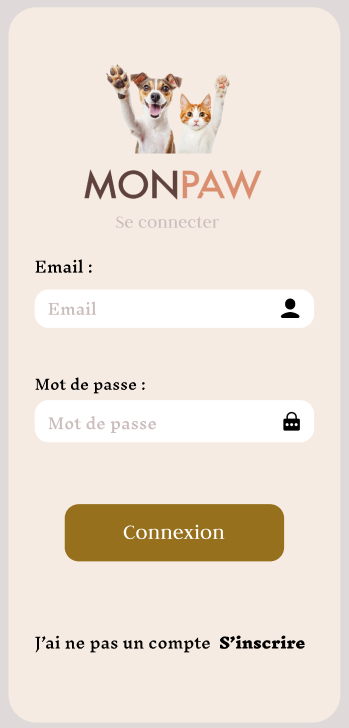 MONPAW
Se connecter
Email :
Email
Mot de passe :
Mot de passe
Connexion
J’ai ne pas un compte S’inscrire